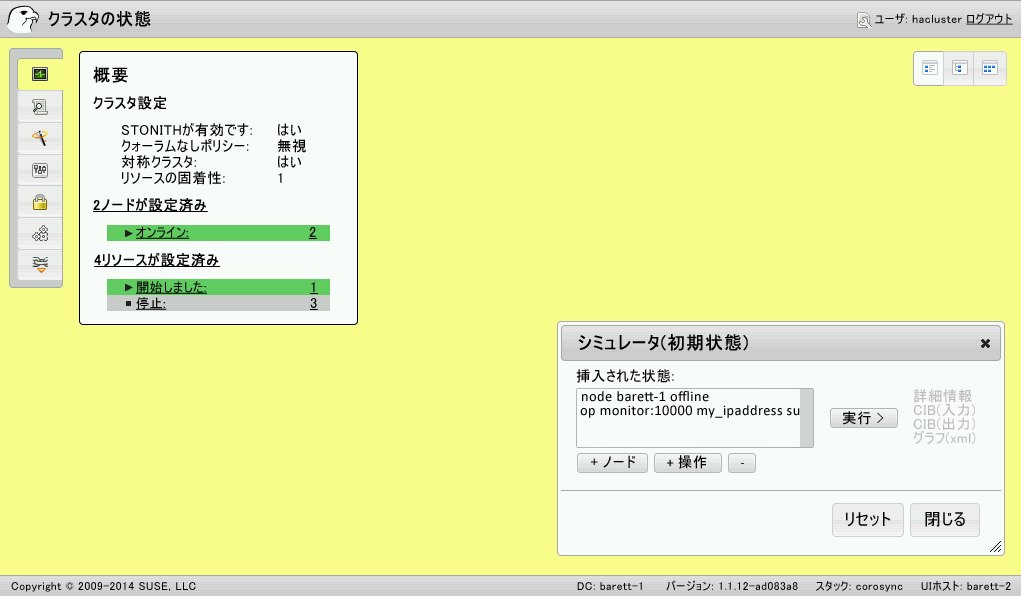 クラスタの状態
ユーザ: hacluster ログアウト
概要
クラスタ設定
STONITHが有効です: はい
クォーラムなしポリシー: 無視
対称クラスタ: はい
リソースの固着性: 1
2ノードが設定済み
オンライン: 2
4リソースが設定済み
開始しました: 1
停止: 3
シミュレータ(初期状態)
挿入された状態:
node barett-1 offline
op monitor:10000 my_ipaddress su
実行 >
詳細情報
CIB(入力)
CIB(出力)
グラフ(xml)
+ ノード + 操作 -
リセット 閉じる
Copyright © 2009-2014 SUSE, LLC DC: barett-1 バージョン: 1.1.12-ad083a8 スタック: corosync UIホスト: barett-2